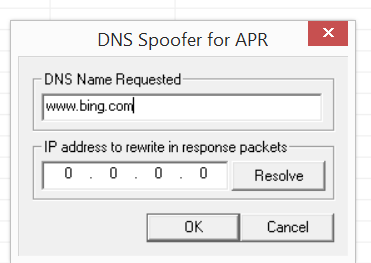 DNS Spoofer for APR
DNS Name Requested
www.bing.com
IP address to rewrite in response packets
0 . 0 . 0 . 0
Resolve
OK
Cancel